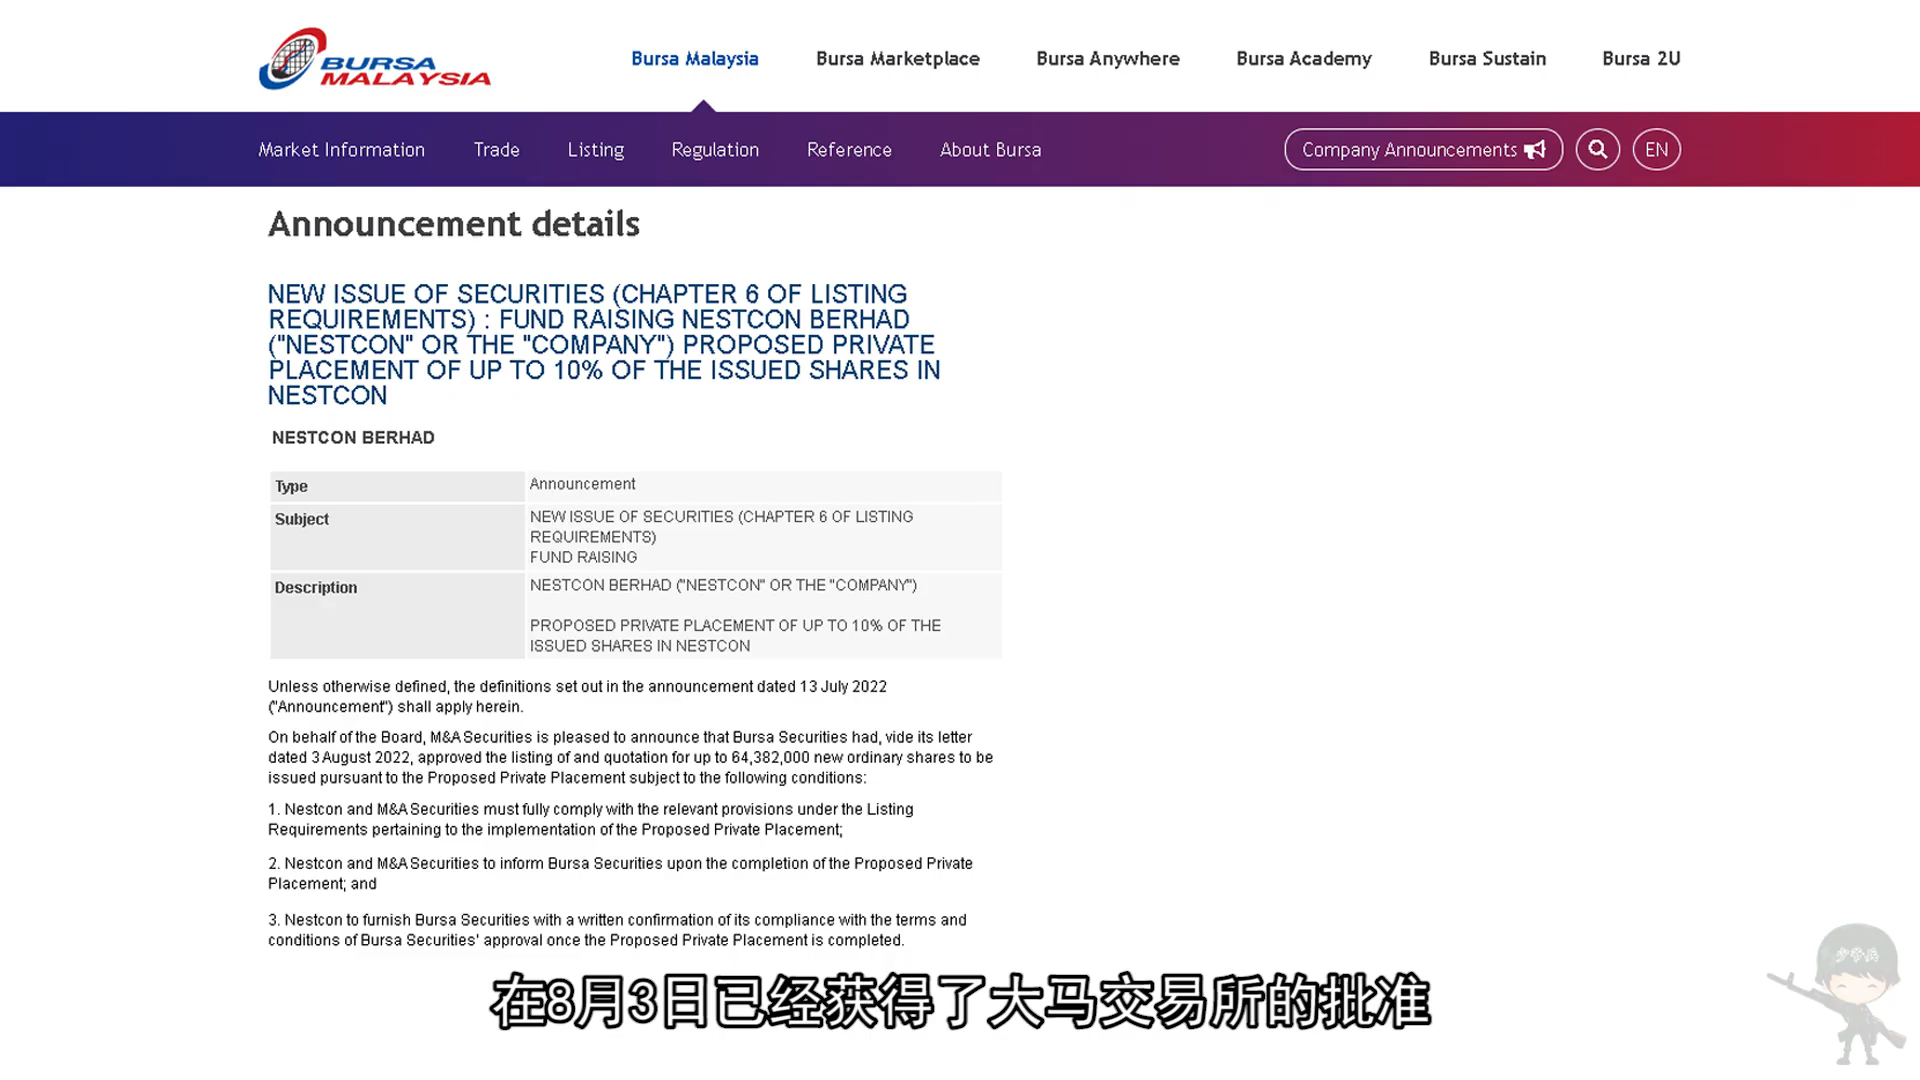 BURSA
MALAYSIA
Bursa Malaysia
Bursa Marketplace
Bursa Anywhere
Bursa Academy
Bursa Sustain
Bursa 2U
Market Information
Trade
Listing
Regulation
Reference
About Bursa
Company Announcements
EN
Announcement details
NEW ISSUE OF SECURITIES (CHAPTER 6 OF LISTING
REQUIREMENTS) : FUND RAISING NESTCON BERHAD
("NESTCON" OR THE "COMPANY") PROPOSED PRIVATE
PLACEMENT OF UP TO 10% OF THE ISSUED SHARES IN
NESTCON
NESTCON BERHAD
Type
Announcement
Subject
NEW ISSUE OF SECURITIES (CHAPTER 6 OF LISTING
REQUIREMENTS)
FUND RAISING
Description
NESTCON BERHAD ("NESTCON" OR THE "COMPANY")
PROPOSED PRIVATE PLACEMENT OF UP TO 10% OF THE
ISSUED SHARES IN NESTCON
Unless otherwise defined, the definitions set out in the announcement dated 13 July 2022
("Announcement") shall apply herein.
On behalf of the Board, M&A Securities is pleased to announce that Bursa Securities had, vide its letter
dated 3 August 2022, approved the listing of and quotation for up to 64,382,000 new ordinary shares to be
issued pursuant to the Proposed Private Placement subject to the following conditions:
1. Nestcon and M&A Securities must fully comply with the relevant provisions under the Listing
Requirements pertaining to the implementation of the Proposed Private Placement;
2. Nestcon and M&A Securities to inform Bursa Securities upon the completion of the Proposed Private
Placement; and
3. Nestcon to furnish Bursa Securities with a written confirmation of its compliance with the terms and
conditions of Bursa Securities' approval once the Proposed Private Placement is completed.
在8月3日已经获得了大马交易所的批准